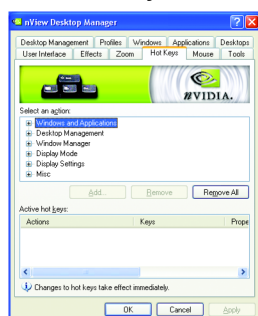 nView Desktop Manager
Desktop Management Profiles Windows Applications Desktops
User Interface Effects Zoom Hot Keys Mouse Tools
NVIDIA.
Select an action:
Windows and Applications
Desktop Management
Window Manager
Display Mode
Display Settings
Misc
Add... Remove Remove All
Active hot keys:
Actions Keys Prope
Changes to hot keys take effect immediately.
OK Cancel Apply